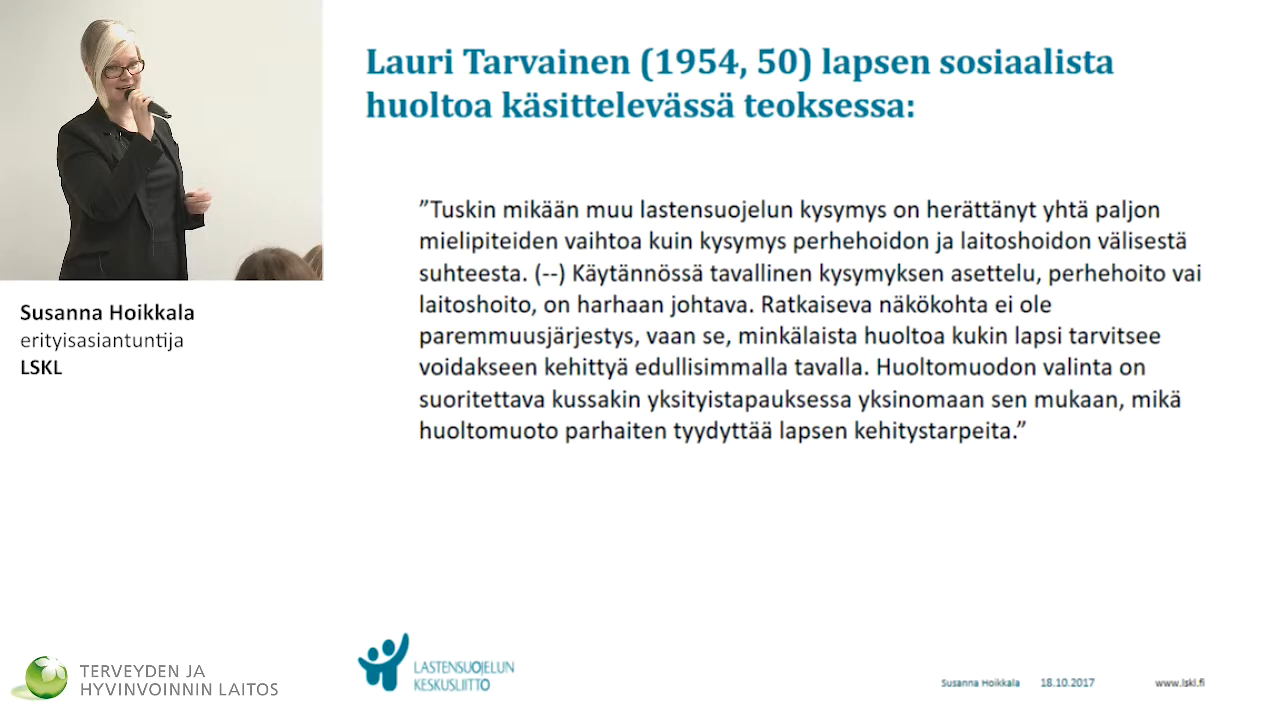 Lauri Tarvainen (1954, 50) lapsen sosiaalista
huoltoa käsittelevässä teoksessa:
”Tuskin mikään muu lastensuojelun kysymys on herättänyt yhtä paljon
mielipiteiden vaihtoa kuin kysymys perhehoidon ja laitoshoidon välisestä
suhteesta. (--) Käytännössä tavallinen kysymyksen asettelu, perhehoito vai
laitoshoito, on harhaan johtava. Ratkaiseva näkökohta ei ole
paremmuusjärjestys, vaan se, minkälaista huoltoa kukin lapsi tarvitsee
voidakseen kehittyä edullisimmalla tavalla. Huoltomuodon valinta on
suoritettava kussakin yksityistapauksessa yksinomaan sen mukaan, mikä
huoltomuoto parhaiten tyydyttää lapsen kehitystarpeita.”
Susanna Hoikkala
erityisasiantuntija
LSKL
TERVEYDEN JA
HYVINVOINNIN LAITOS
LASTENSUOJELUN
KESKUSLIITTO
Susanna Hoikkala 18.10.2017 www.lskl.fi